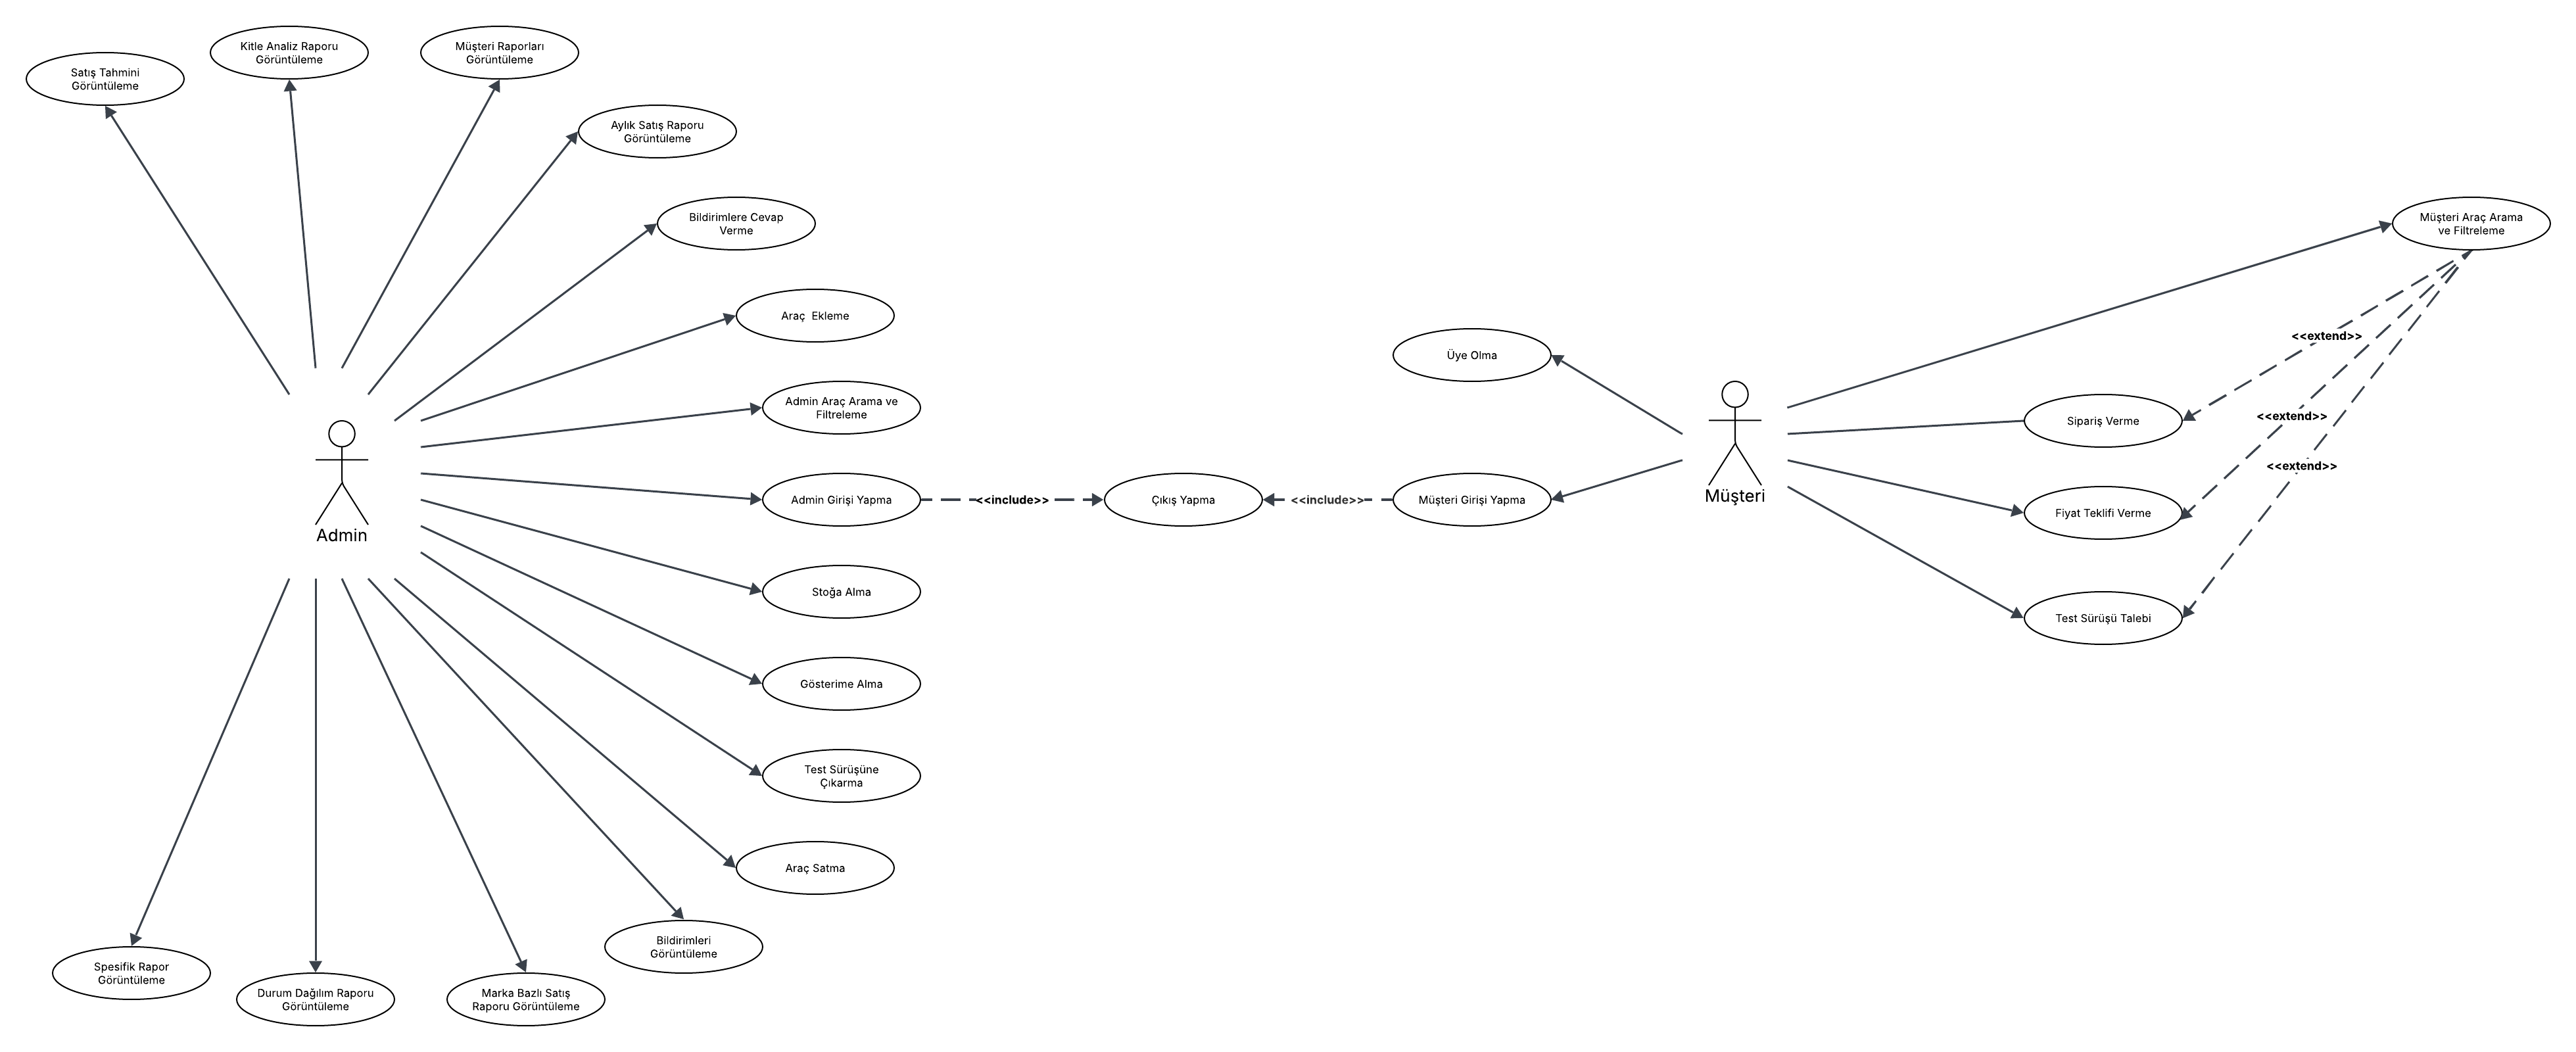 Satış Tahmini
Görüntüleme
Kitle Analiz Raporu
Görüntüleme
Müşteri Raporları
Görüntüleme
Aylık Satış Raporu
Görüntüleme
Bildirimlere Cevap
Verme
Araç  Ekleme
Admin Araç Arama ve
Filtreleme
Admin Girişi Yapma
Stoğa Alma
Gösterime Alma
Test Sürüşüne
Çıkarma
Araç Satma
Bildirimleri
Görüntüleme
Marka Bazlı Satış
Raporu Görüntüleme
Durum Dağılım Raporu
Görüntüleme
Spesifik Rapor
Görüntüleme
Admin
<<include>>
Çıkış Yapma
<<include>>
Müşteri Girişi Yapma
Üye Olma
Müşteri
Müşteri Araç Arama
ve Filtreleme
<<extend>>
<<extend>>
<<extend>>
Sipariş Verme
Fiyat Teklifi Verme
Test Sürüşü Talebi